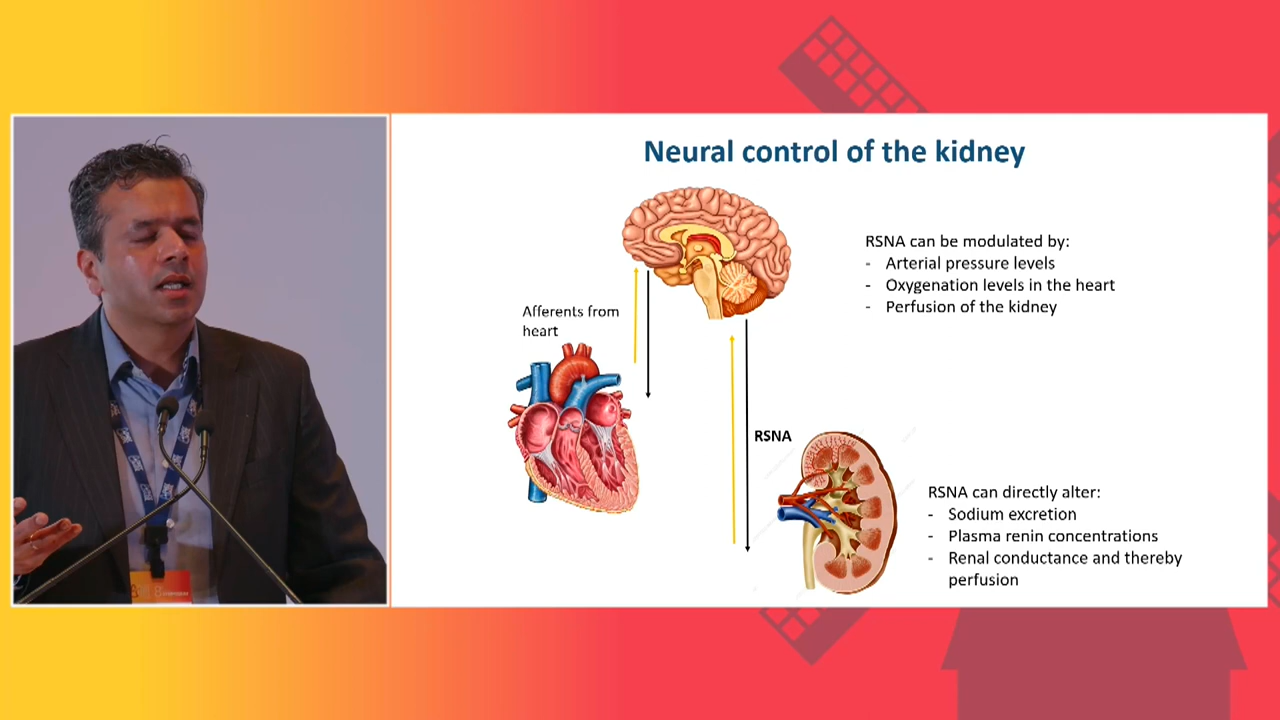 Neural control of the kidney
RSNA can be modulated by:
- Arterial pressure levels
- Oxygenation levels in the heart
- Perfusion of the kidney
Afferents from
heart
RSNA
RSNA can directly alter:
- Sodium excretion
- Plasma renin concentrations
- Renal conductance and thereby
perfusion